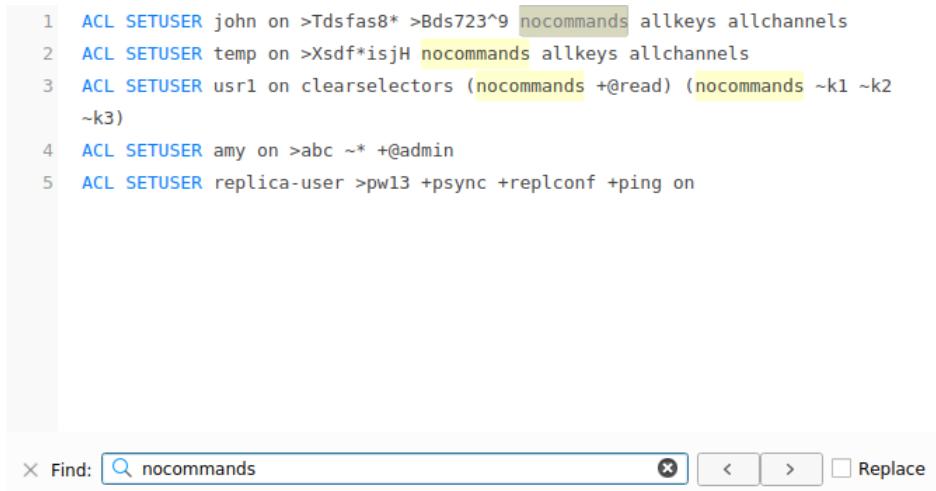 1 ACL SETUSER john on >Tdsfas8* >Bds723^9 nocommands allkeys allchannels
2 ACL SETUSER temp on >Xsdf*isjH nocommands allkeys allchannels
3 ACL SETUSER usr1 on clearselectors (nocommands +@read) (nocommands ~k1 ~k2
~k3)
4 ACL SETUSER amy on >abc ~* +@admin
5 ACL SETUSER replica-user >pw13 +psync +replconf +ping on
Find: nocommands < > Replace